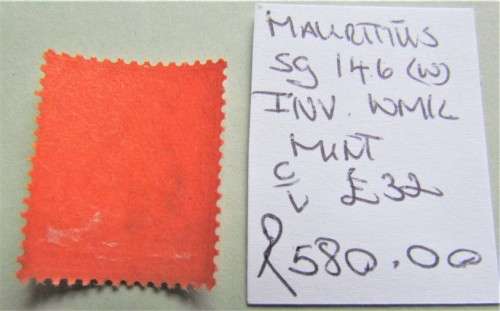 MAURITIUS
SG 146 (W)
INV. WMK
MINT
C/V £32
R580.00